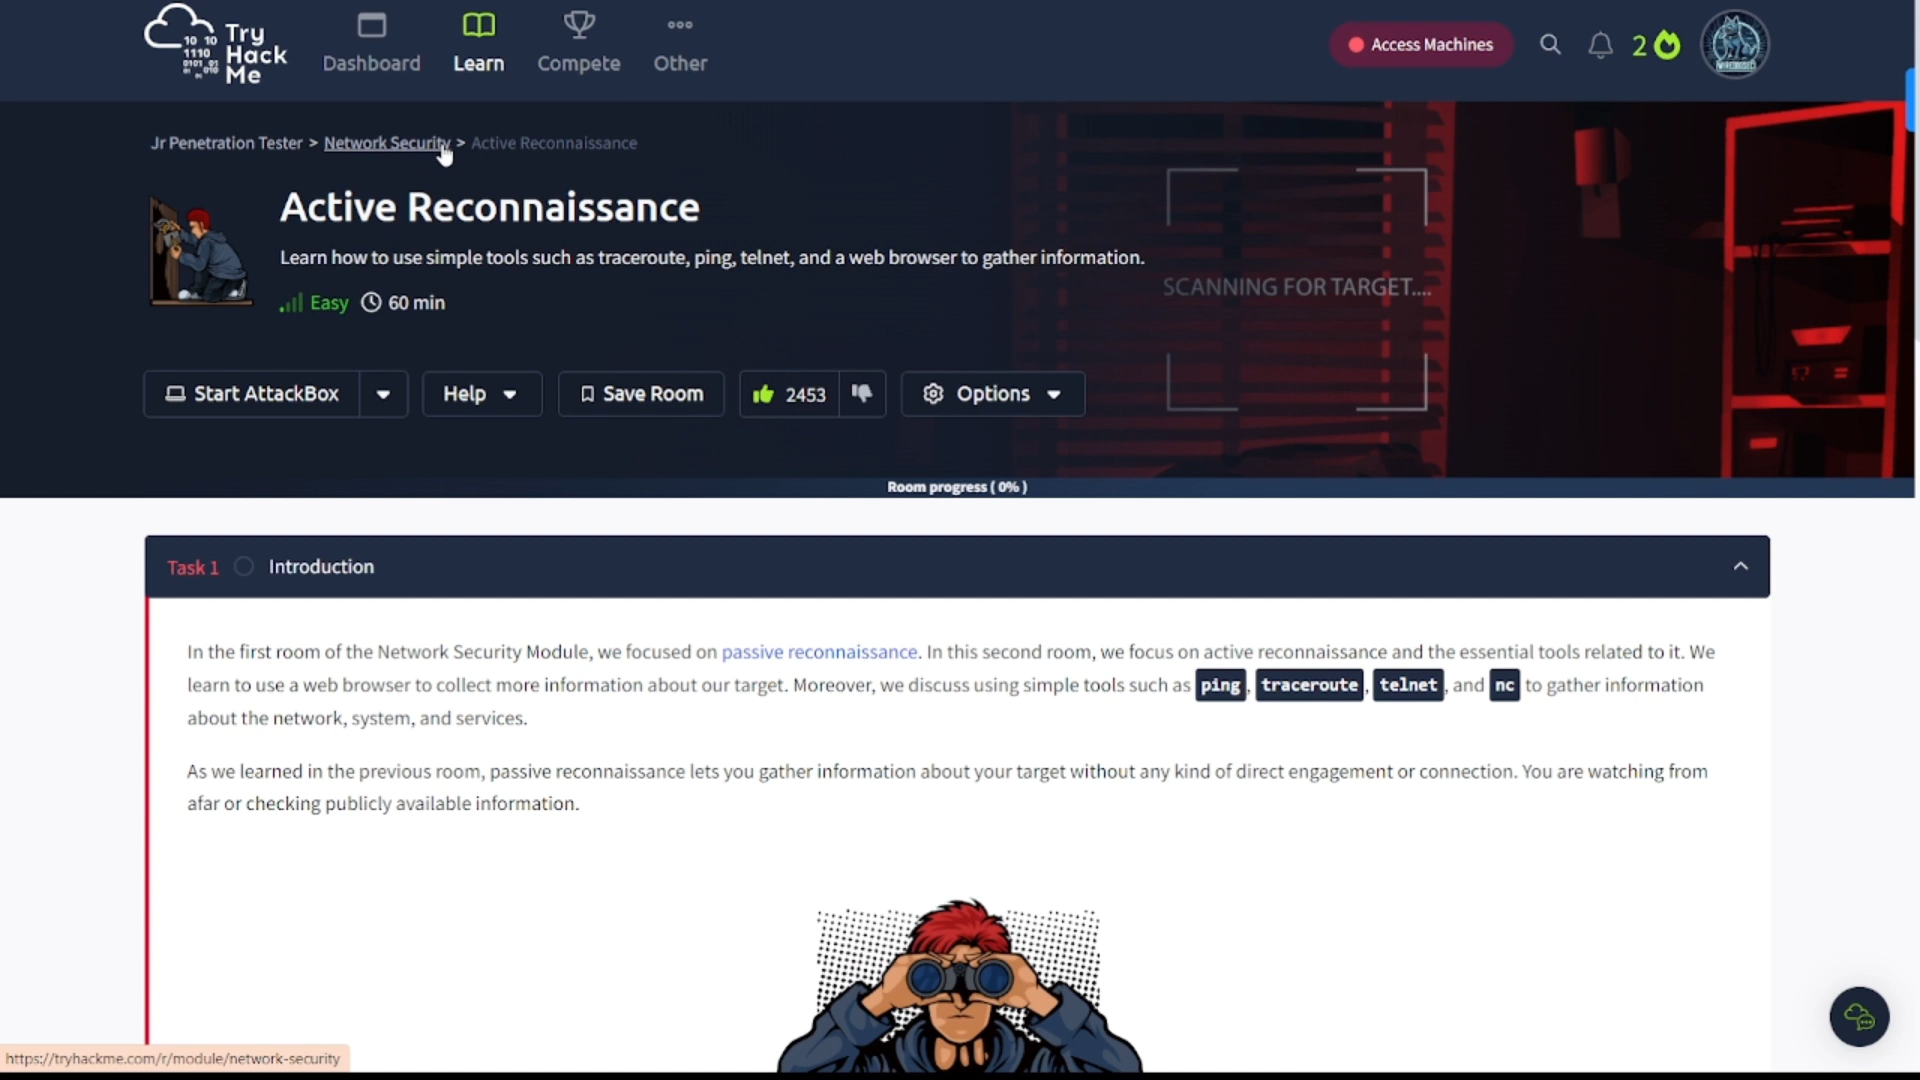 10 10
1110
0101 01
01 010
Try
Hack
Me
Dashboard
Learn
Compete
Other
Access Machines
2
Jr Penetration Tester > Network Security > Active Reconnaissance
Active Reconnaissance
Learn how to use simple tools such as traceroute, ping, telnet, and a web browser to gather information.
SCANNING FOR TARGET....
Easy 60 min
Start AttackBox
Help
Save Room
2453
Options
Room progress ( 0% )
Task 1 Introduction
In the first room of the Network Security Module, we focused on passive reconnaissance. In this second room, we focus on active reconnaissance and the essential tools related to it. We
learn to use a web browser to collect more information about our target. Moreover, we discuss using simple tools such as ping, traceroute, telnet, and nc to gather information
about the network, system, and services.
As we learned in the previous room, passive reconnaissance lets you gather information about your target without any kind of direct engagement or connection. You are watching from
afar or checking publicly available information.
https://tryhackme.com/r/module/network-security